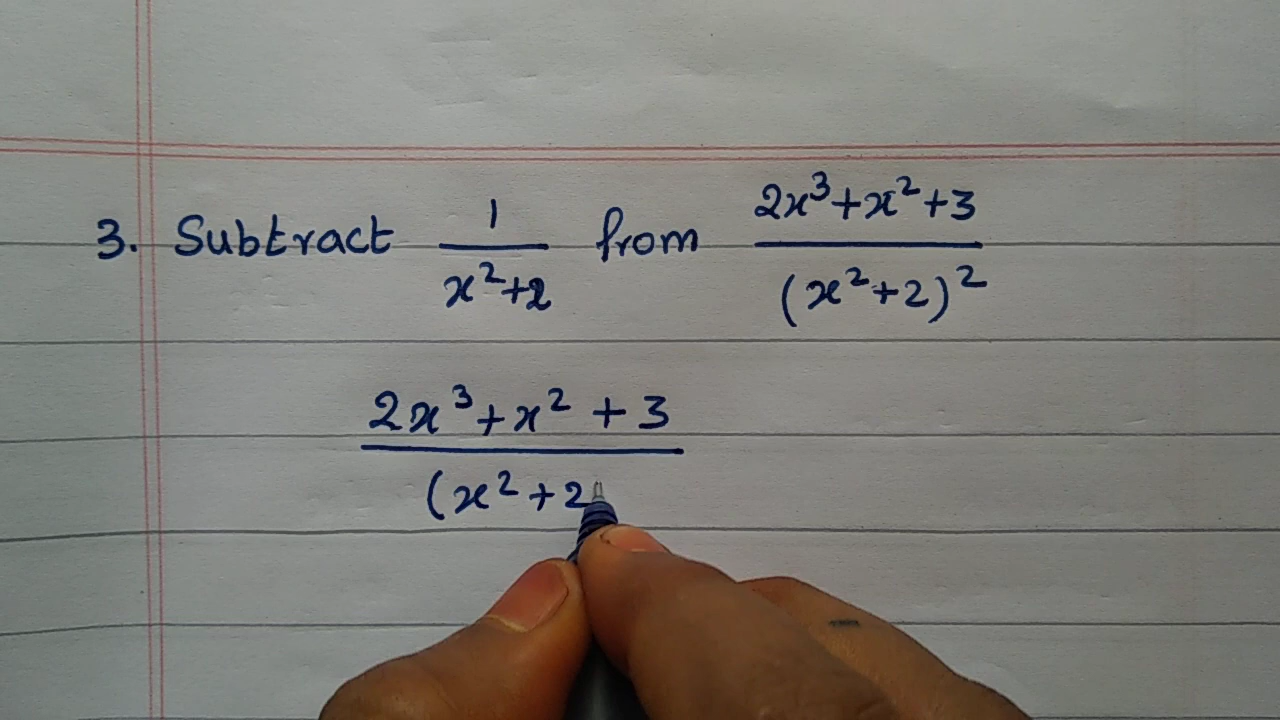 3. Subtract 1/(x²+2) from (2x³+x²+3)/(x²+2)²
2x³+x²+3
(x²+2